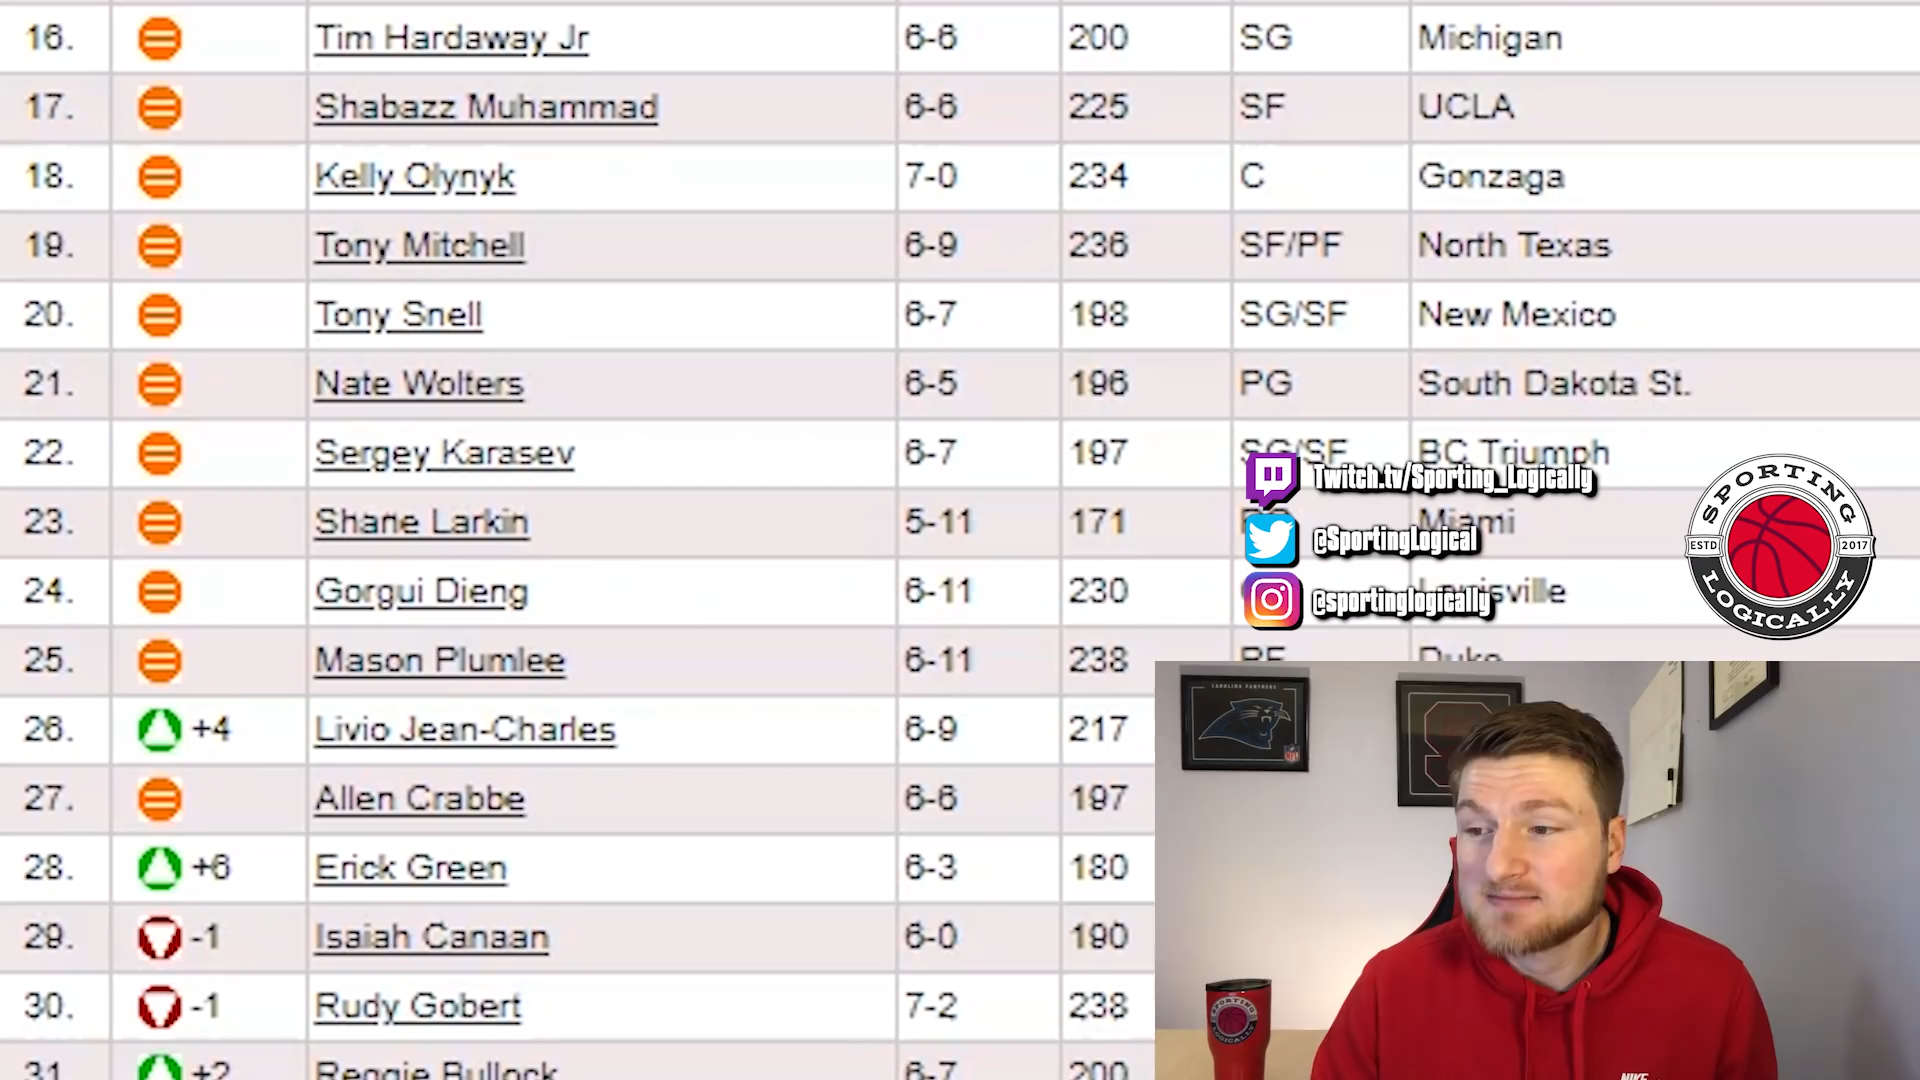 16. Tim Hardaway Jr 6-6 200 SG Michigan
17. Shabazz Muhammad 6-6 225 SF UCLA
18. Kelly Olynyk 7-0 234 C Gonzaga
19. Tony Mitchell 6-9 236 SF/PF North Texas
20. Tony Snell 6-7 198 SG/SF New Mexico
21. Nate Wolters 6-5 196 PG South Dakota St.
22. Sergey Karasev 6-7 197 SG/SF BC Triumph
Twitch.tv/Sporting_Logically
23. Shane Larkin 5-11 171 Miami
@SportingLogical
24. Gorgui Dieng 6-11 230 Louisville
@sportinglogically
SPORTING
ESTD 2017
LOGICALLY
25. Mason Plumlee 6-11 238 PF Duke
26. +4 Livio Jean-Charles 6-9 217
27. Allen Crabbe 6-6 197
28. +6 Erick Green 6-3 180
29. -1 Isaiah Canaan 6-0 190
30. -1 Rudy Gobert 7-2 238
31. +2 Reggie Bullock 6-7 200
CAROLINA PANTHERS
NFL
SPORTING
LOGICALLY
NIKE